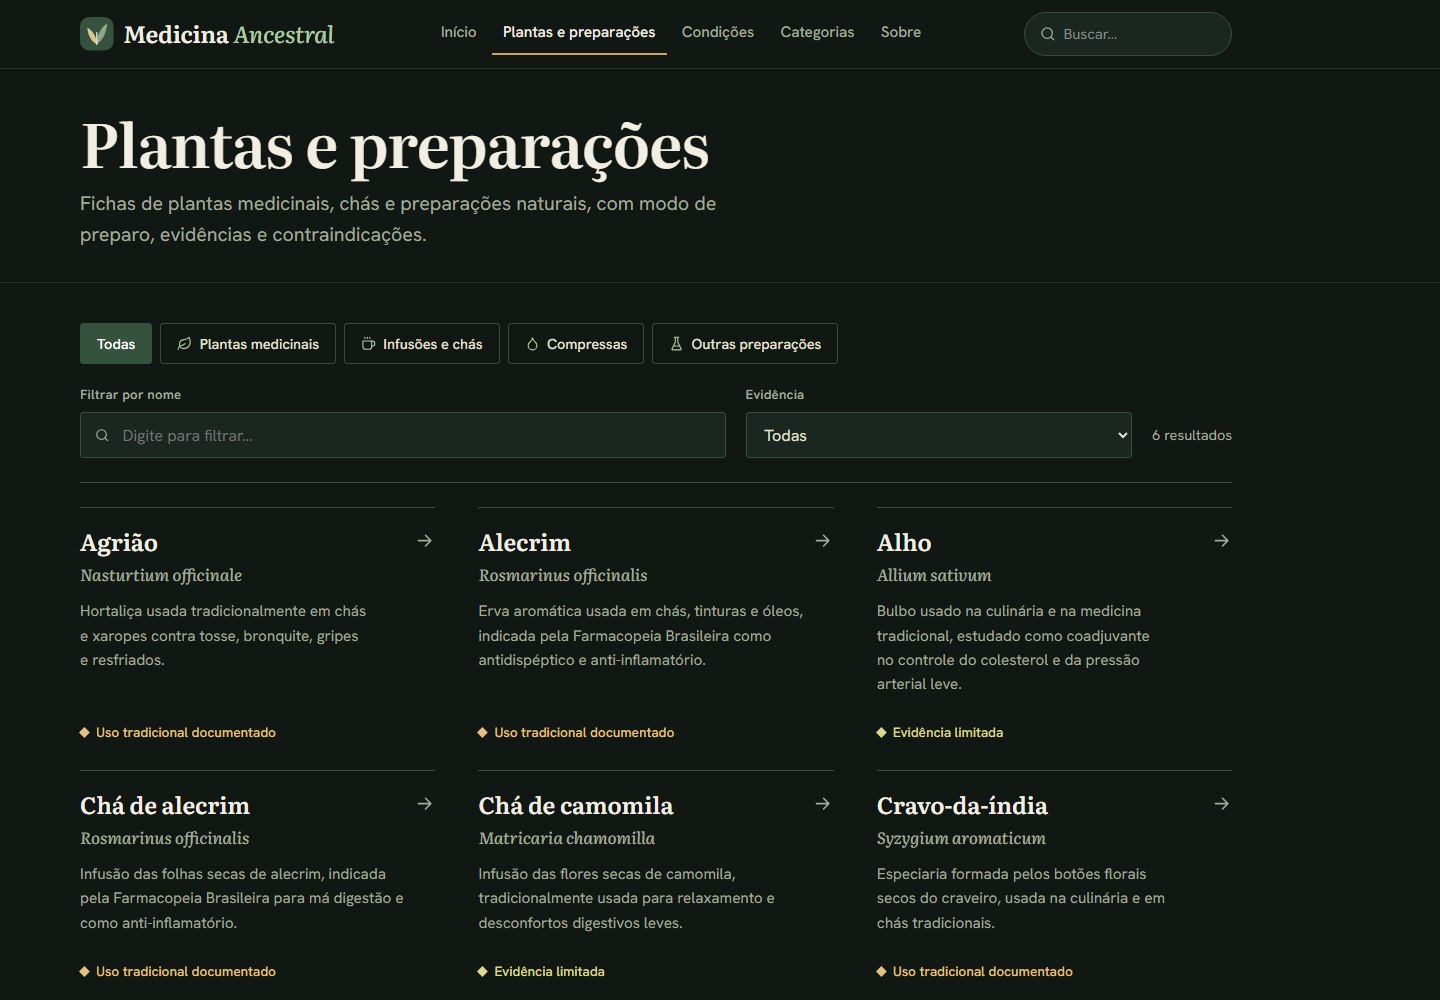 Medicina Ancestral
Início
Plantas e preparações
Condições
Categorias
Sobre
Buscar...
Plantas e preparações
Fichas de plantas medicinais, chás e preparações naturais, com modo de
preparo, evidências e contraindicações.
Todas
Plantas medicinais
Infusões e chás
Compressas
Outras preparações
Filtrar por nome
Digite para filtrar...
Evidência
Todas
6 resultados
Agrião
Nasturtium officinale
Hortaliça usada tradicionalmente em chás
e xaropes contra tosse, bronquite, gripes
e resfriados.
Uso tradicional documentado
Alecrim
Rosmarinus officinalis
Erva aromática usada em chás, tinturas e óleos,
indicada pela Farmacopeia Brasileira como
antidispéptico e anti-inflamatório.
Uso tradicional documentado
Alho
Allium sativum
Bulbo usado na culinária e na medicina
tradicional, estudado como coadjuvante
no controle do colesterol e da pressão
arterial leve.
Evidência limitada
Chá de alecrim
Rosmarinus officinalis
Infusão das folhas secas de alecrim, indicada
pela Farmacopeia Brasileira para má digestão e
como anti-inflamatório.
Uso tradicional documentado
Chá de camomila
Matricaria chamomilla
Infusão das flores secas de camomila,
tradicionalmente usada para relaxamento e
desconfortos digestivos leves.
Evidência limitada
Cravo-da-índia
Syzygium aromaticum
Especiaria formada pelos botões florais
secos do craveiro, usada na culinária e em
chás tradicionais.
Uso tradicional documentado